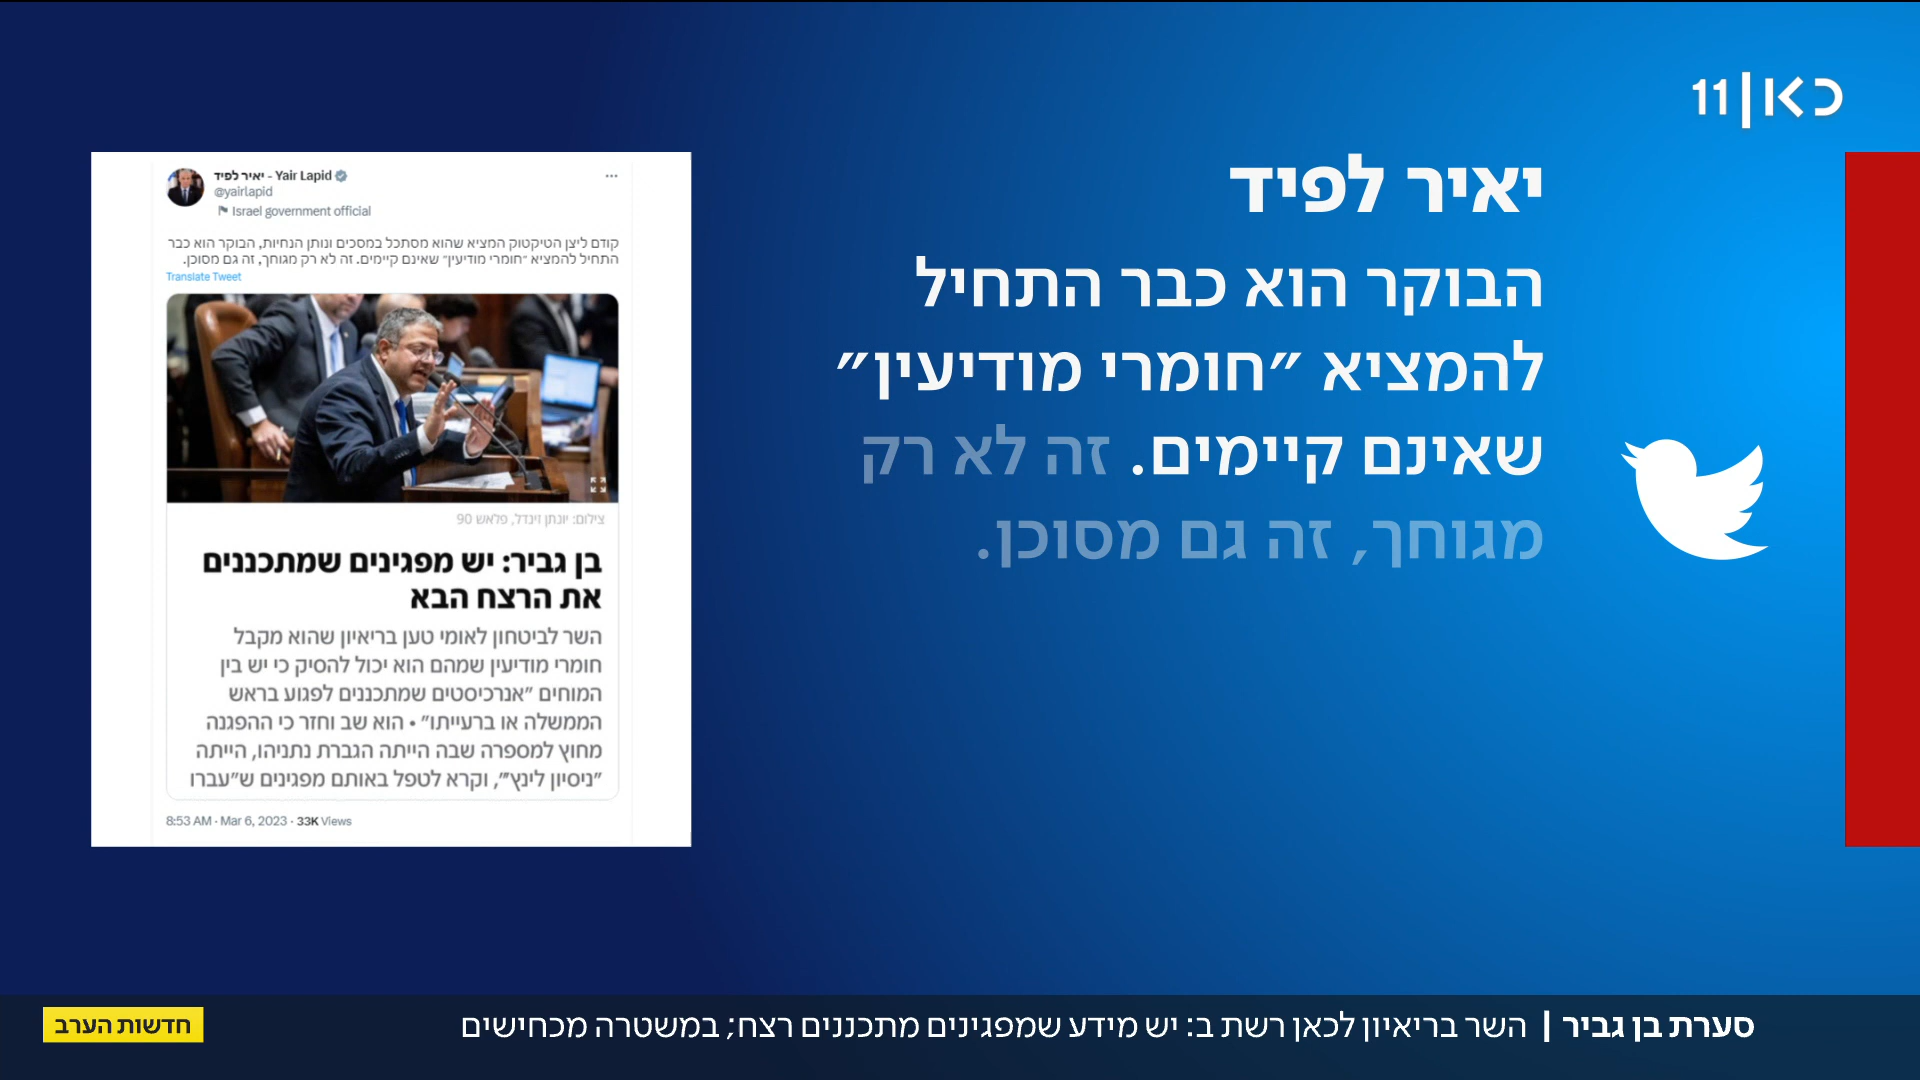 כאן|11
יאיר לפיד
הבוקר הוא כבר התחיל
להמציא ״חומרי מודיעין״
שאינם קיימים. זה לא רק
מגוחך, זה גם מסוכן.
יאיר לפיד - Yair Lapid
@yairlapid
Israel government official
קודם ליצן הטיקטוק המציא שהוא מסתכל במסכים ונותן הנחיות, הבוקר הוא כבר
התחיל להמציא ״חומרי מודיעין״ שאינם קיימים. זה לא רק מגוחך, זה גם מסוכן.
Translate Tweet
צילום: יונתן זינדל, פלאש 90
בן גביר: יש מפגינים שמתכננים
את הרצח הבא
השר לביטחון לאומי טען בריאיון שהוא מקבל
חומרי מודיעין שמהם הוא יכול להסיק כי יש בין
המוחים "אנרכיסטים שמתכננים לפגוע בראש
הממשלה או ברעייתו" • הוא שב וחזר כי ההפגנה
מחוץ למספרה שבה הייתה הגברת נתניהו, הייתה
"ניסיון לינץ'", וקרא לטפל באותם מפגינים ש"עברו
8:53 AM · Mar 6, 2023 · 33K Views
סערת בן גביר | השר בריאיון לכאן רשת ב: יש מידע שמפגינים מתכננים רצח; במשטרה מכחישים
חדשות הערב